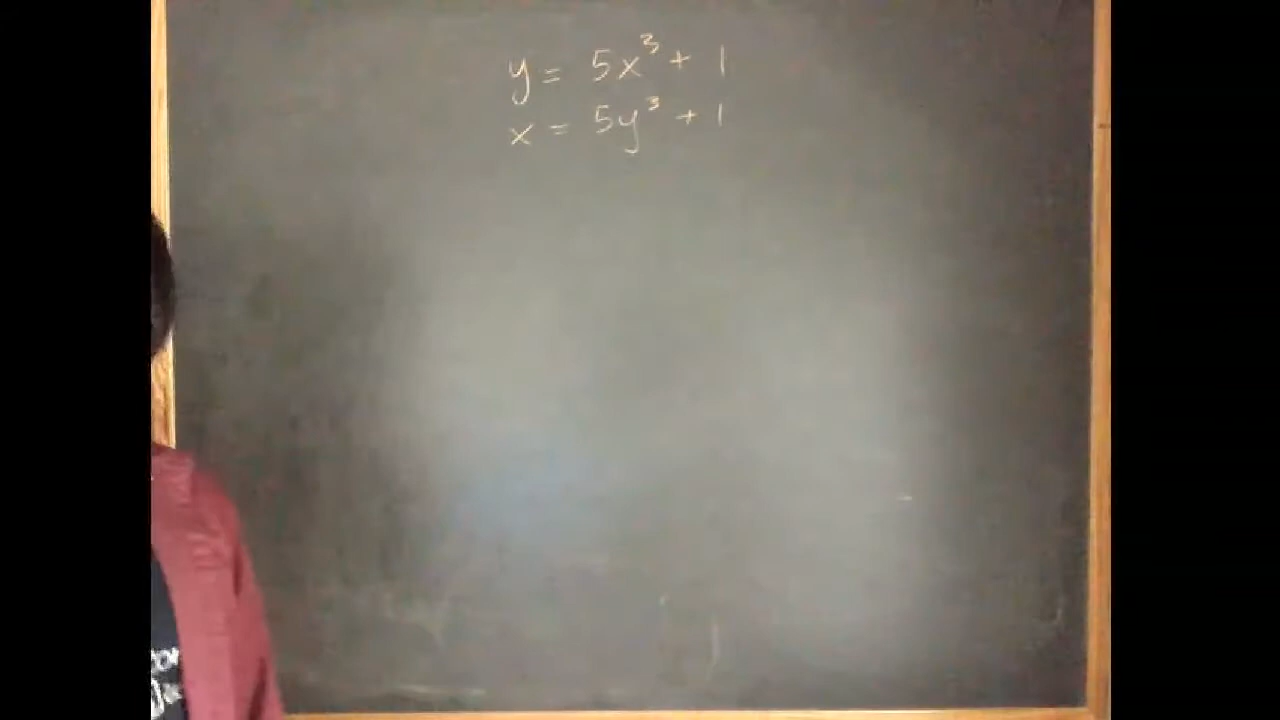 y = 5x³ + 1
x = 5y³ + 1